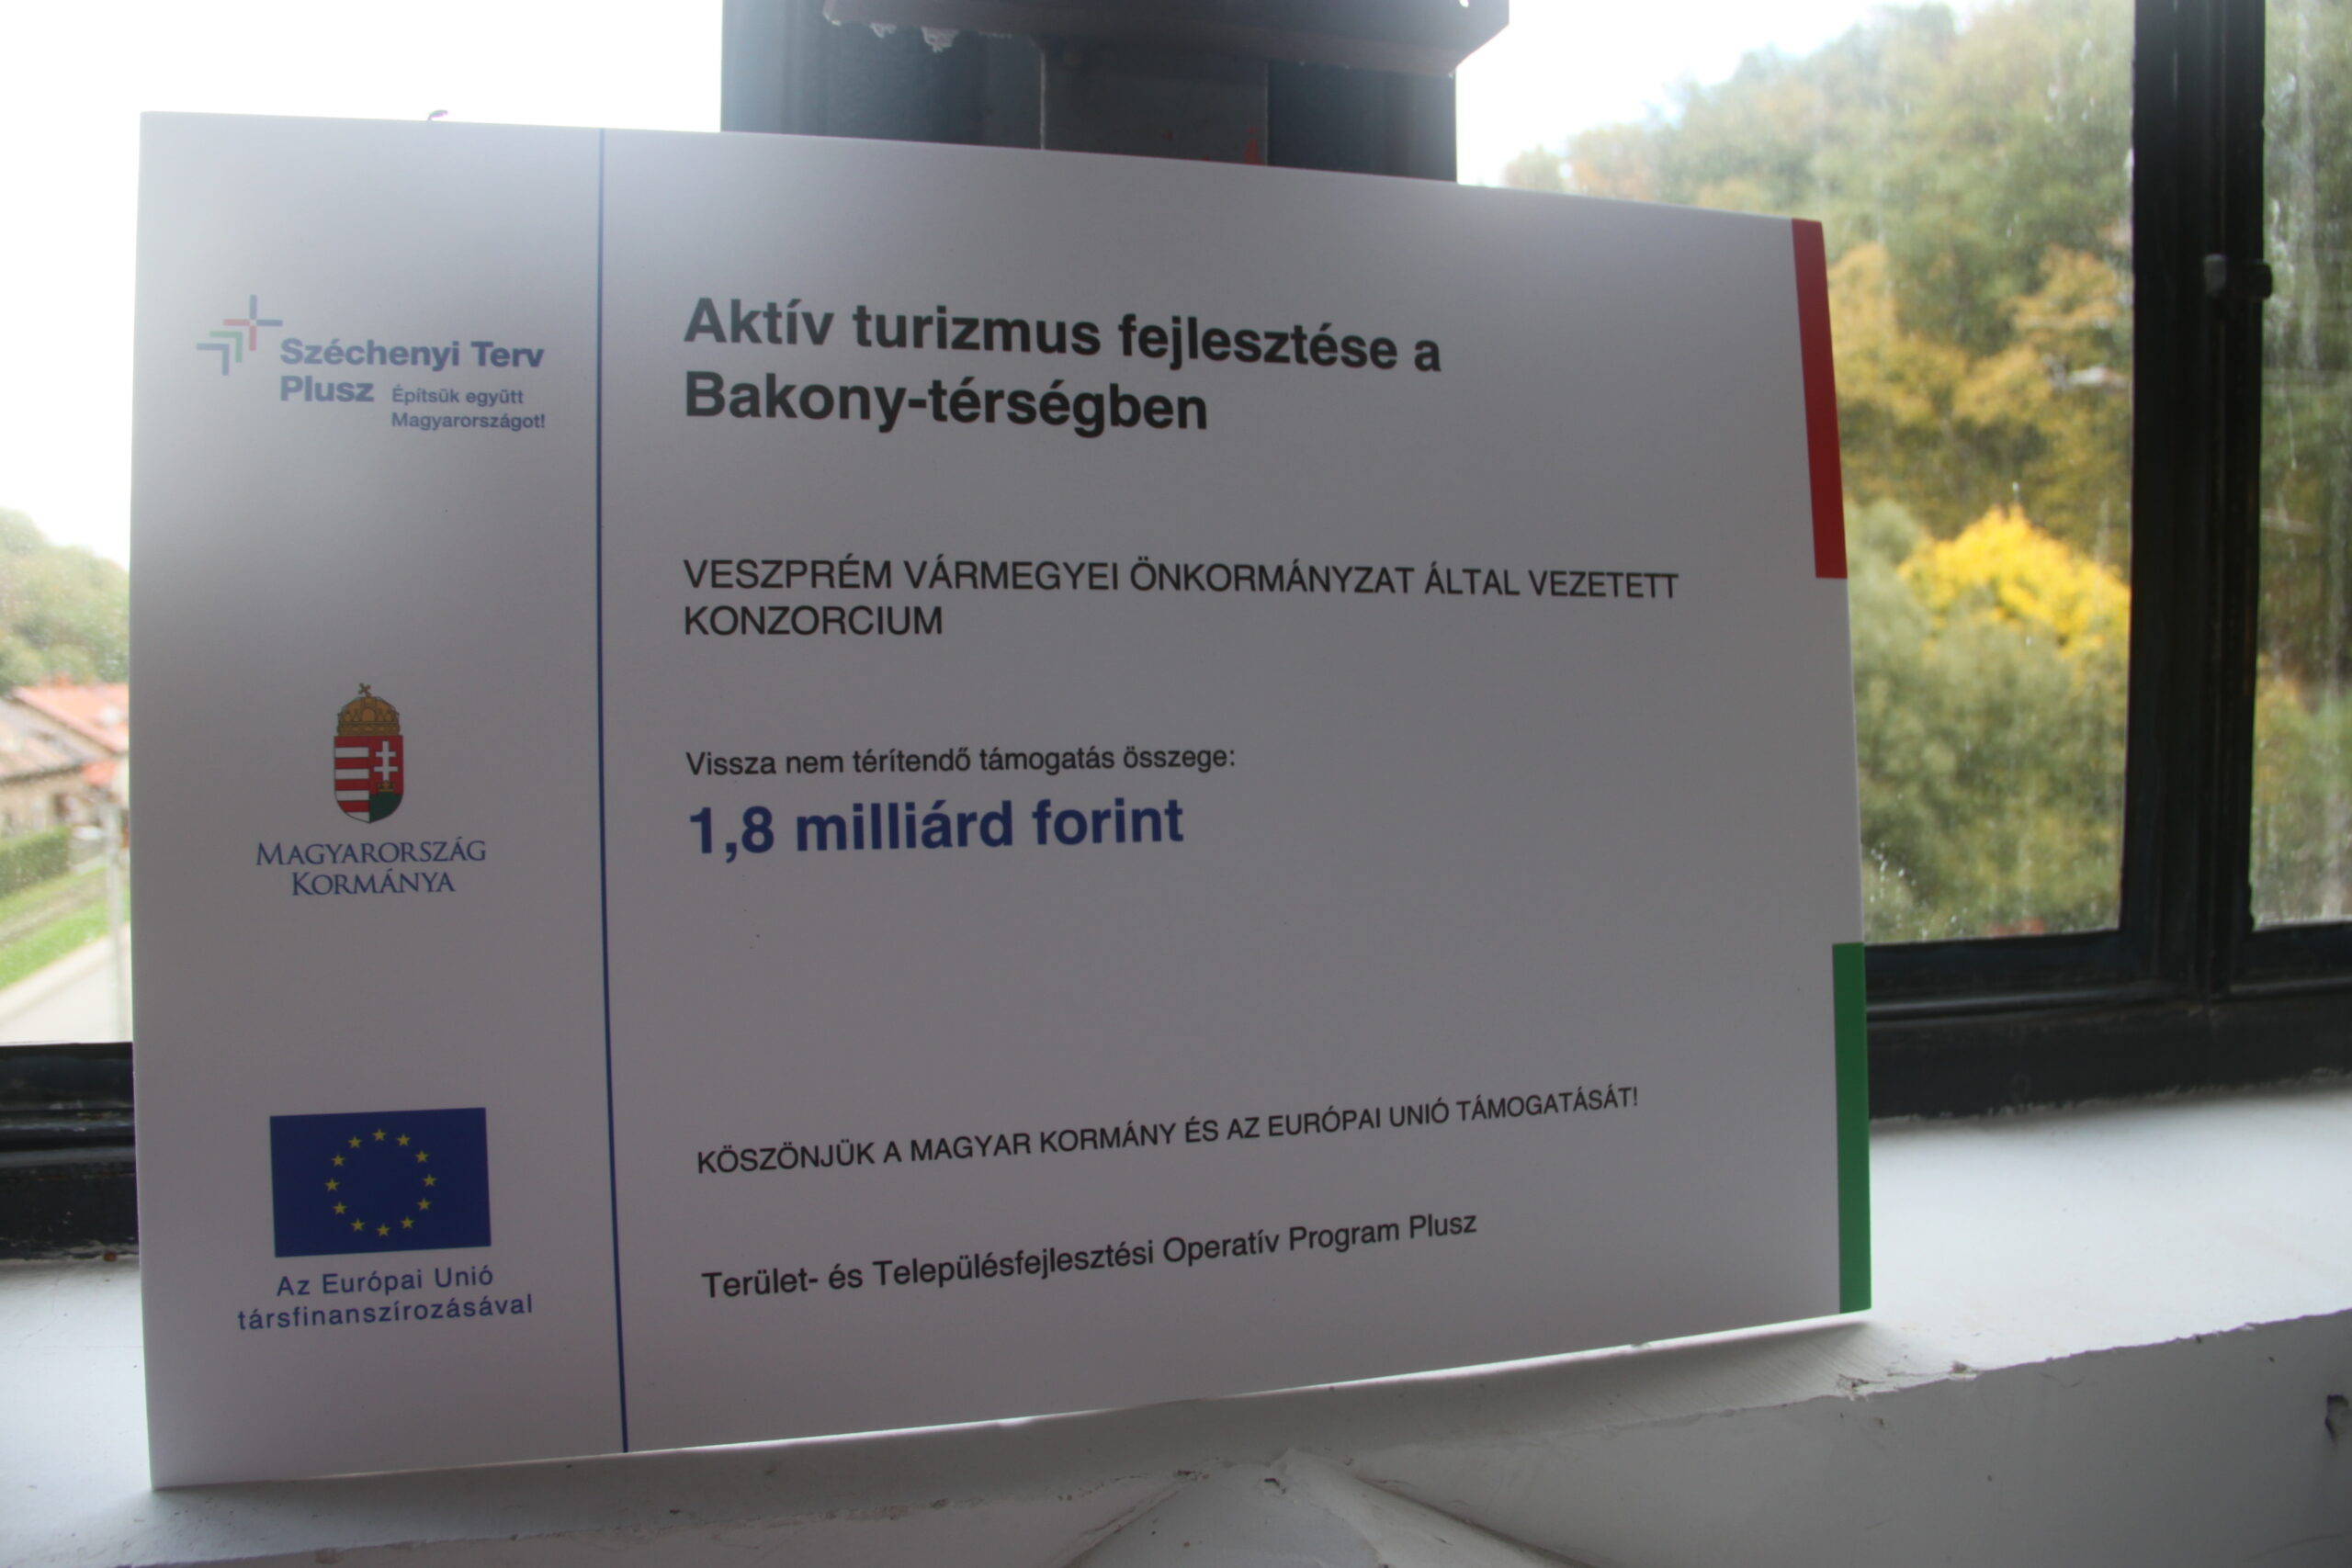 Széchenyi Terv
Plusz
Építsük együtt
Magyarországot!
MAGYARORSZÁG
KORMÁNYA
Az Európai Unió
társfinanszírozásával
Aktív turizmus fejlesztése a
Bakony-térségben
VESZPRÉM VÁRMEGYEI ÖNKORMÁNYZAT ÁLTAL VEZETETT
KONZORCIUM
Vissza nem térítendő támogatás összege:
1,8 milliárd forint
KÖSZÖNJÜK A MAGYAR KORMÁNY ÉS AZ EURÓPAI UNIÓ TÁMOGATÁSÁT!
Terület- és Településfejlesztési Operatív Program Plusz